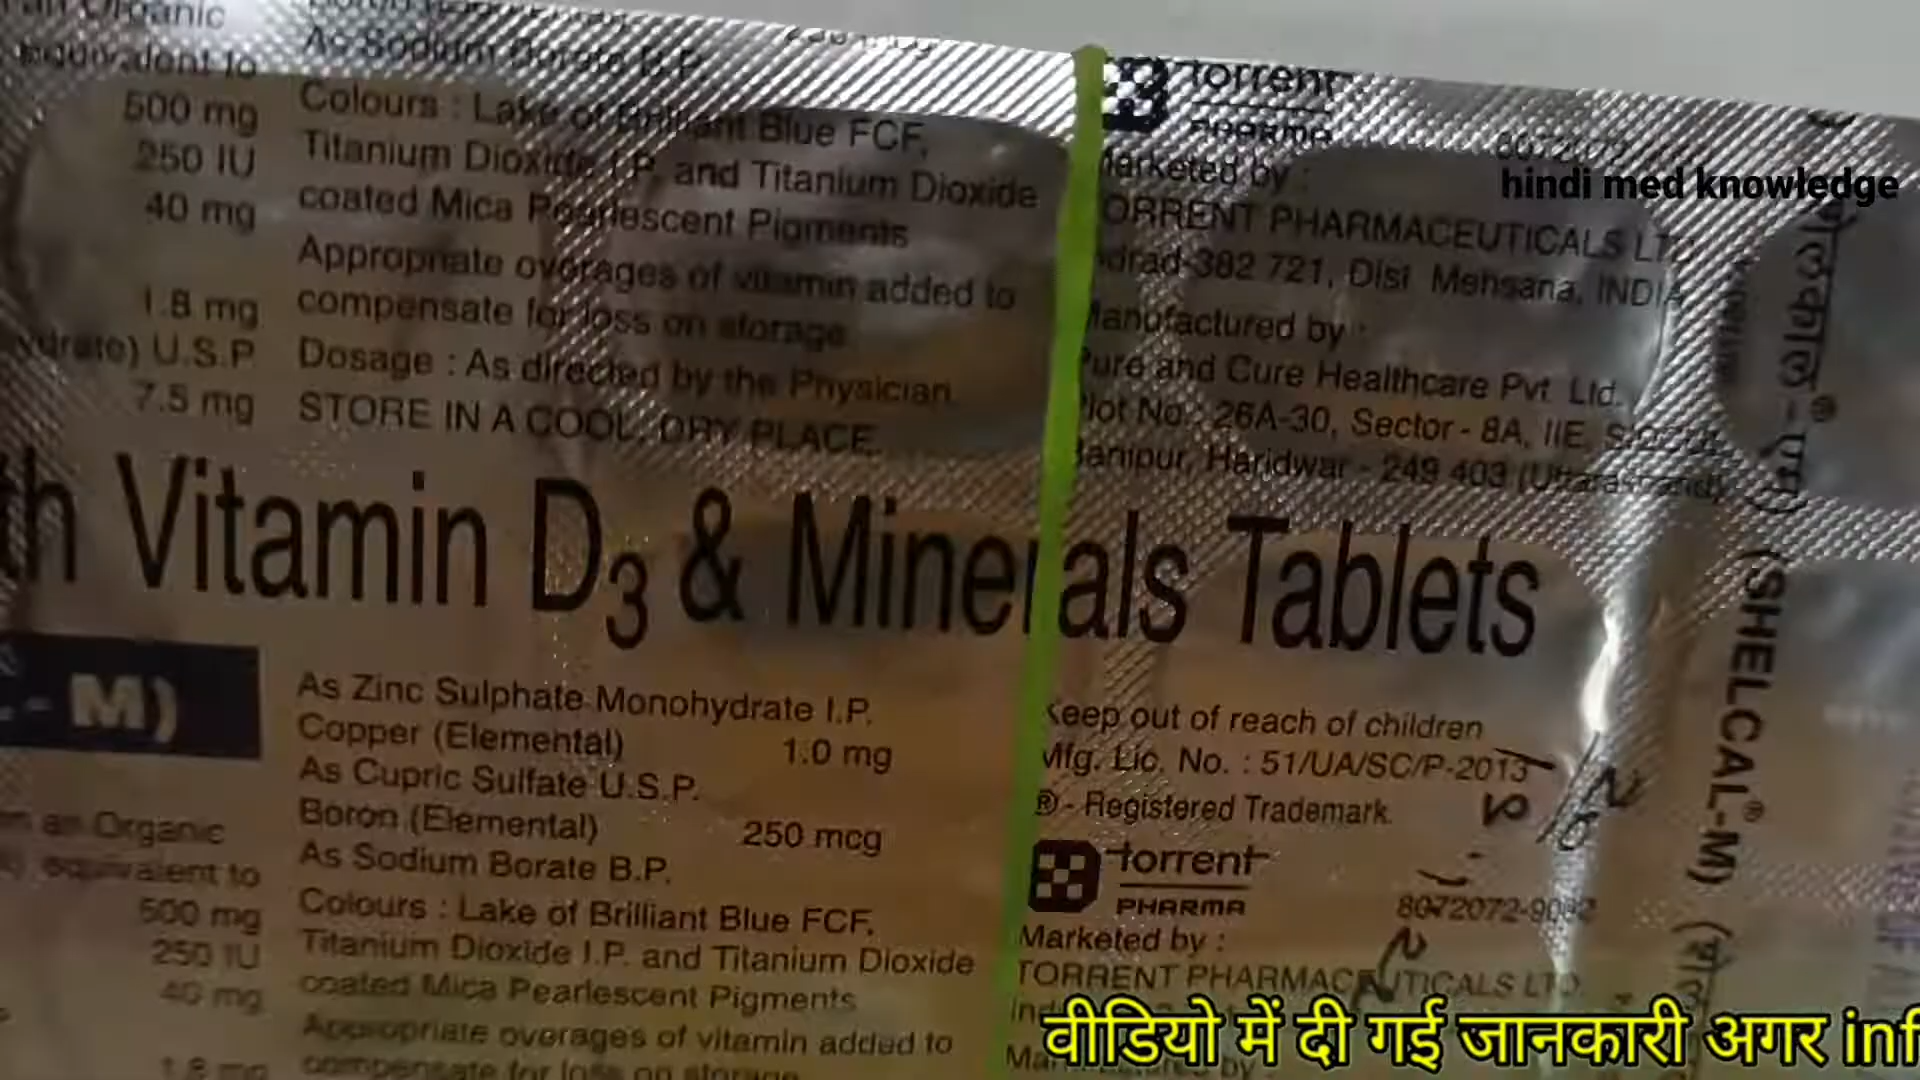 Organic
equivalent to
500 mg
250 IU
40 mg
1.8 mg
U.S.P.
7.5 mg
As Sodium Borate B.P.
Colours : Lake of Brilliant Blue FCF,
Titanium Dioxide I.P. and Titanium Dioxide
coated Mica Pearlescent Pigments
Appropriate overages of vitamin added to
compensate for loss on storage
Dosage : As directed by the Physician.
STORE IN A COOL, DRY PLACE.
torrent
PHARMA
Marketed by :
TORRENT PHARMACEUTICALS LTD.
382 721, Dist. Mehsana, INDIA
Manufactured by :
Pure and Cure Healthcare Pvt. Ltd.
Plot No.: 26A-30, Sector - 8A, IIE,
Haridwar - 249 403 (Uttarakhand)
hindi med knowledge
Vitamin D3 & Minerals Tablets
- M)
As Zinc Sulphate Monohydrate I.P.
Copper (Elemental) 1.0 mg
As Cupric Sulfate U.S.P.
Boron (Elemental) 250 mcg
As Sodium Borate B.P.
Colours : Lake of Brilliant Blue FCF,
Titanium Dioxide I.P. and Titanium Dioxide
coated Mica Pearlescent Pigments
Appropriate overages of vitamin added to
compensate for loss on storage
an Organic
equivalent to
500 mg
250 IU
40 mg
1.8 mg
Keep out of reach of children
Mfg. Lic. No. : 51/UA/SC/P-2013
® - Registered Trademark.
torrent
PHARMA
Marketed by :
TORRENT PHARMACEUTICALS LTD.
(SHELCAL®-M)
वीडियो में दी गई जानकारी अगर inf